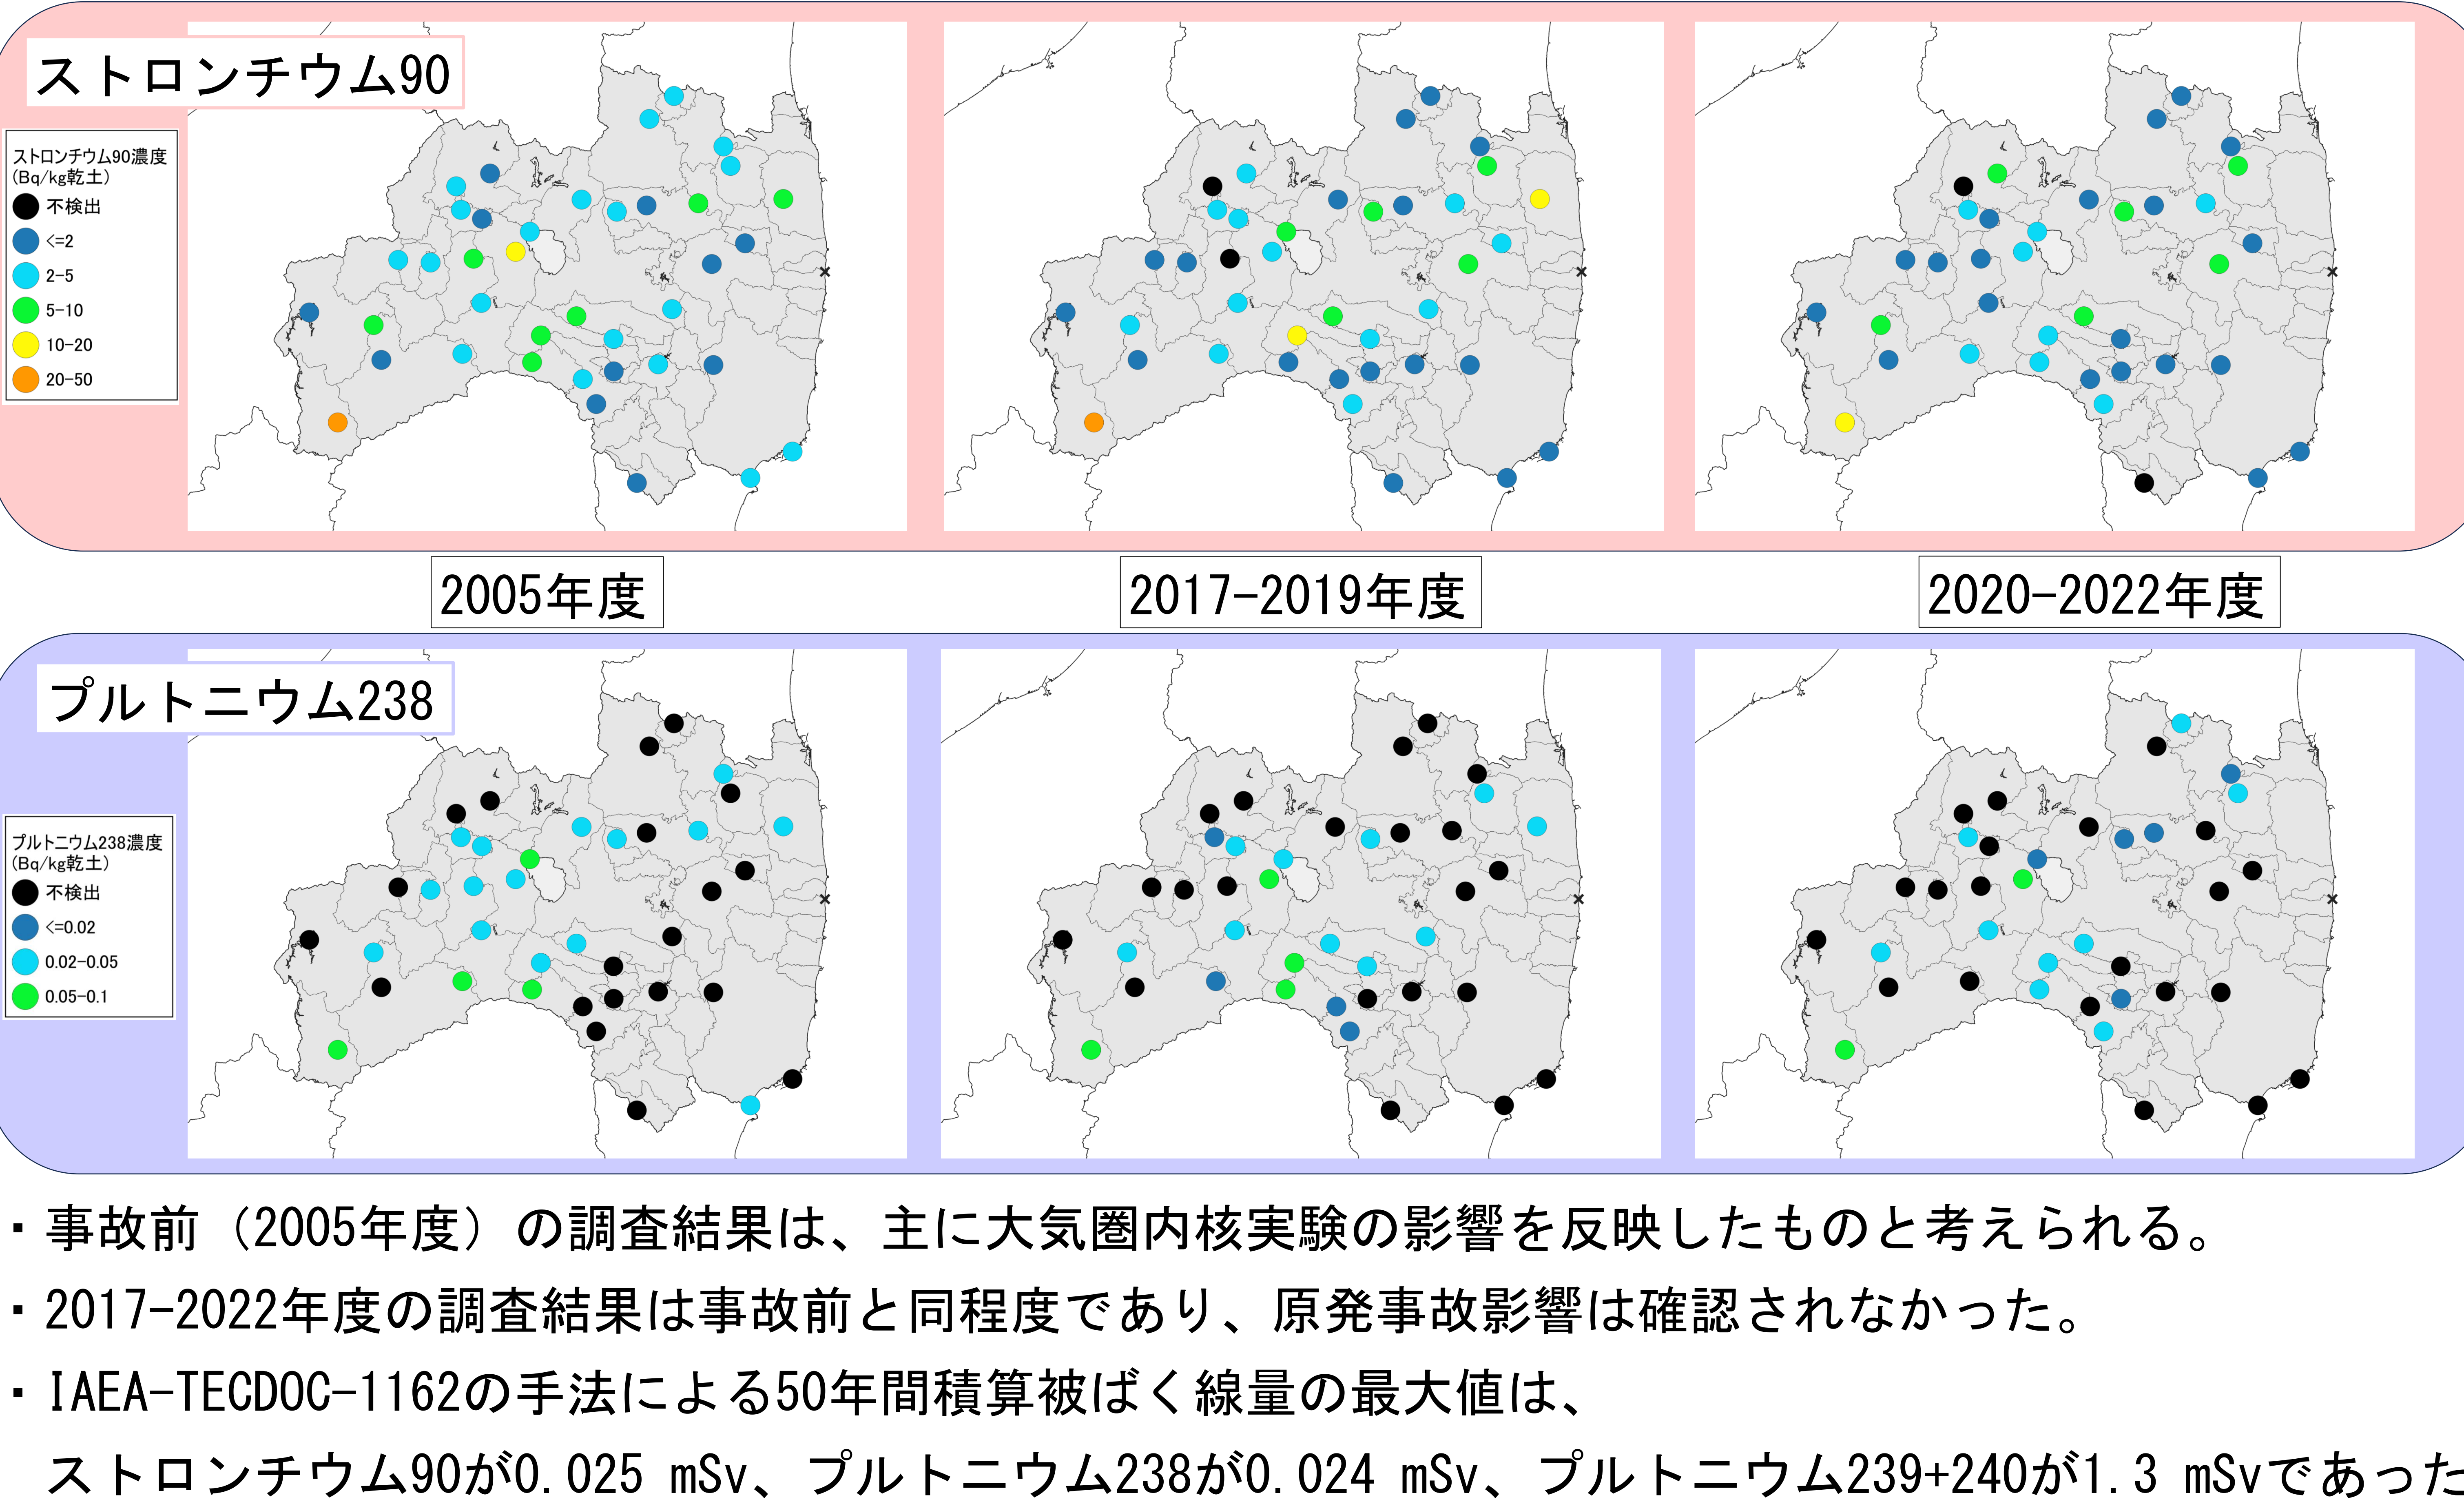 ストロンチウム90
ストロンチウム90濃度
(Bq/kg乾土)
不検出
<=2
2-5
5-10
10-20
20-50
2005年度
2017-2019年度
2020-2022年度
プルトニウム238
プルトニウム238濃度
(Bq/kg乾土)
不検出
<=0.02
0.02-0.05
0.05-0.1
・事故前（2005年度）の調査結果は、主に大気圏内核実験の影響を反映したものと考えられる。
・2017-2022年度の調査結果は事故前と同程度であり、原発事故影響は確認されなかった。
・IAEA-TECDOC-1162の手法による50年間積算被ばく線量の最大値は、
ストロンチウム90が0.025 mSv、プルトニウム238が0.024 mSv、プルトニウム239+240が1.3 mSvであった